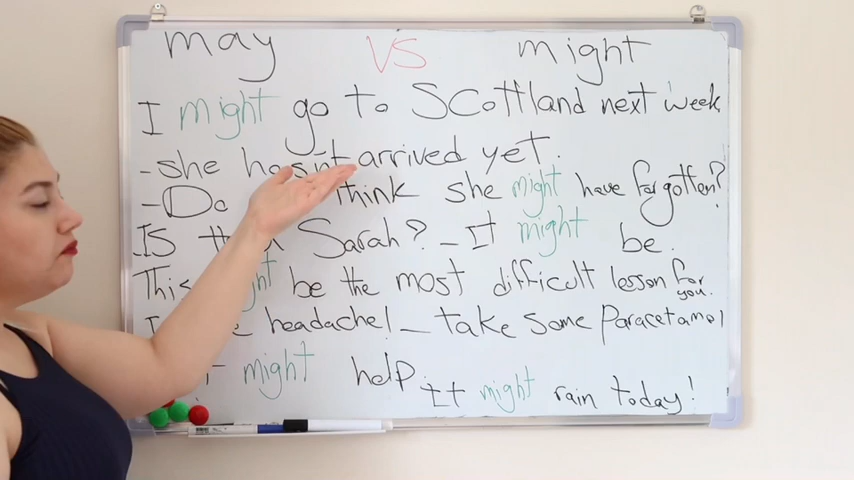 may VS might
I might go to Scottland next week
- she hasn't arrived yet.
- Do think she might have forgotten?
IS Sarah? - It might be.
This might be the most difficult lesson for you.
headache! - take some Paracetamol
might help.
It might rain today!